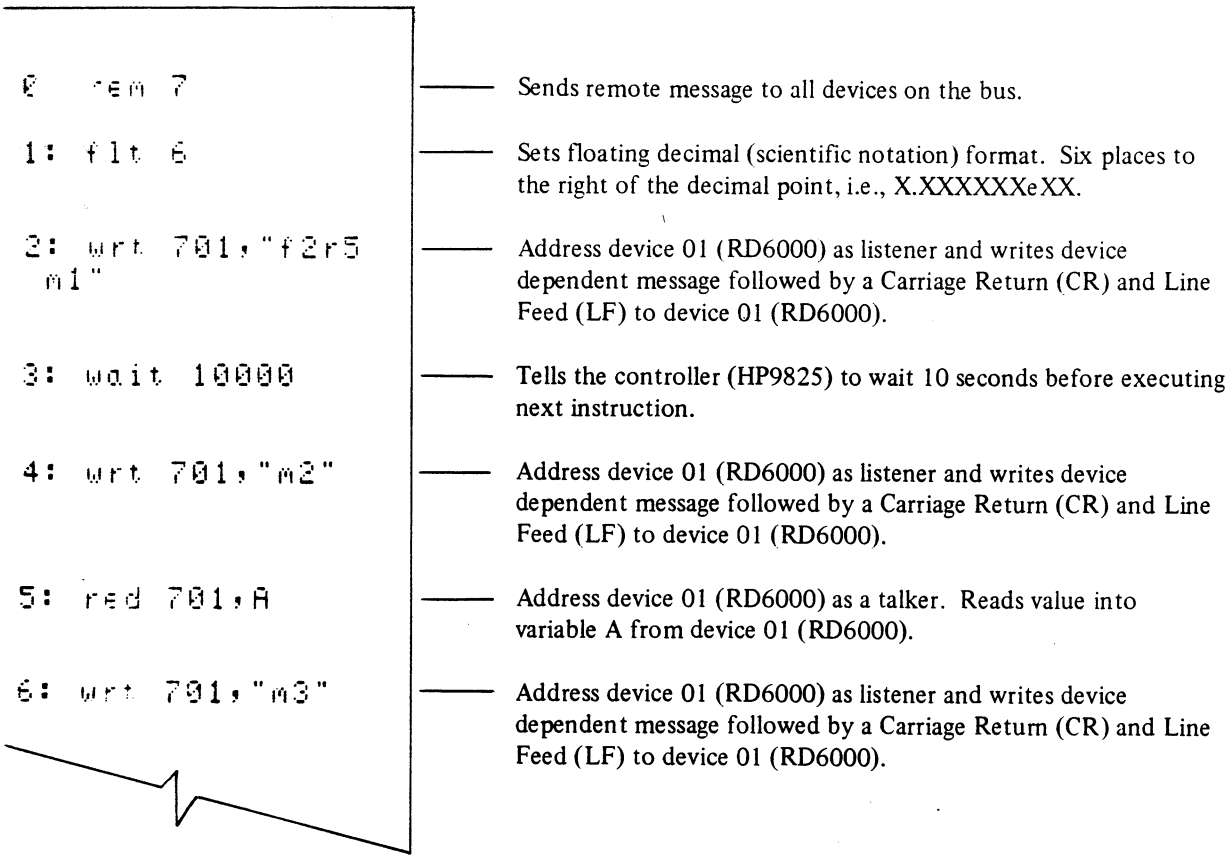 0 rem 7
Sends remote message to all devices on the bus.
1: flt 6
Sets floating decimal (scientific notation) format. Six places to
the right of the decimal point, i.e., X.XXXXXXeXX.
2: wrt 701,"f2r5
m1"
Address device 01 (RD6000) as listener and writes device
dependent message followed by a Carriage Return (CR) and Line
Feed (LF) to device 01 (RD6000).
3: wait 10000
Tells the controller (HP9825) to wait 10 seconds before executing
next instruction.
4: wrt 701,"m2"
Address device 01 (RD6000) as listener and writes device
dependent message followed by a Carriage Return (CR) and Line
Feed (LF) to device 01 (RD6000).
5: red 701,A
Address device 01 (RD6000) as a talker. Reads value into
variable A from device 01 (RD6000).
6: wrt 701,"m3"
Address device 01 (RD6000) as listener and writes device
dependent message followed by a Carriage Return (CR) and Line
Feed (LF) to device 01 (RD6000).